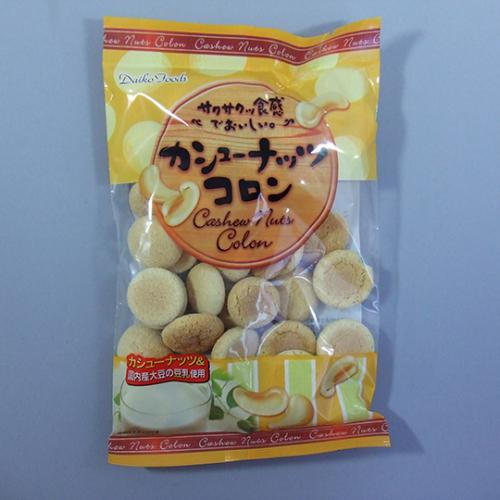 Cashew Nuts Colon Cashew Nuts Colon
Daiko Foods
サクサクッ食感
でおいしい。
カシューナッツ
コロン
Cashew Nuts
Colon
カシューナッツ&
国内産大豆の豆乳使用
Cashew Nuts Colon Cashew Nuts Colon